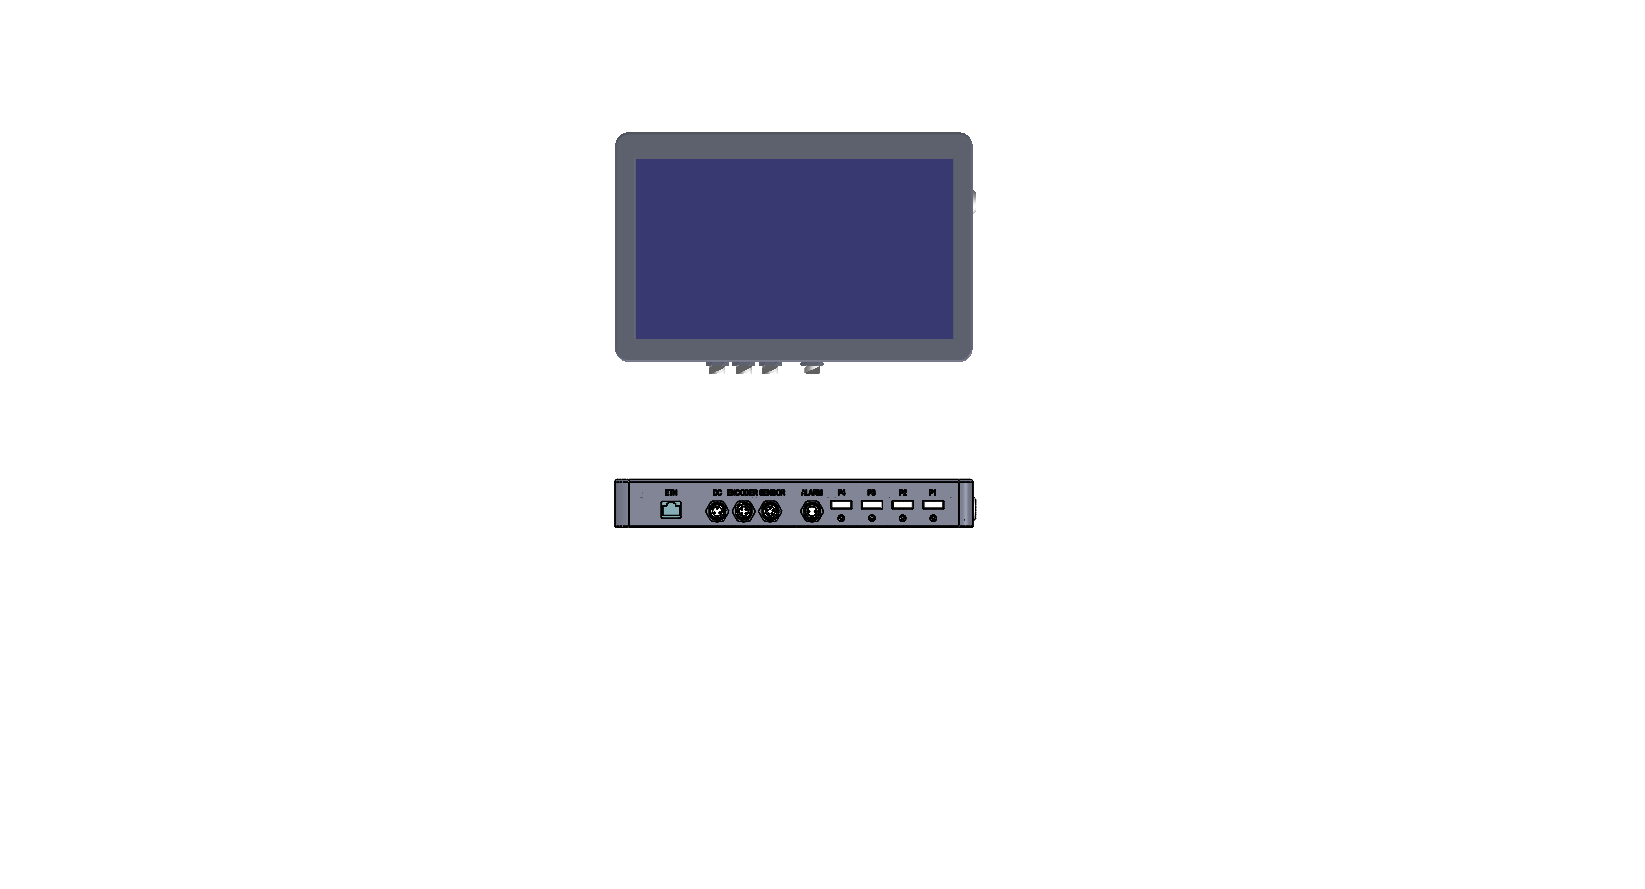 ETH DC ENCODER SENSOR ALARM P4 P3 P2 P1